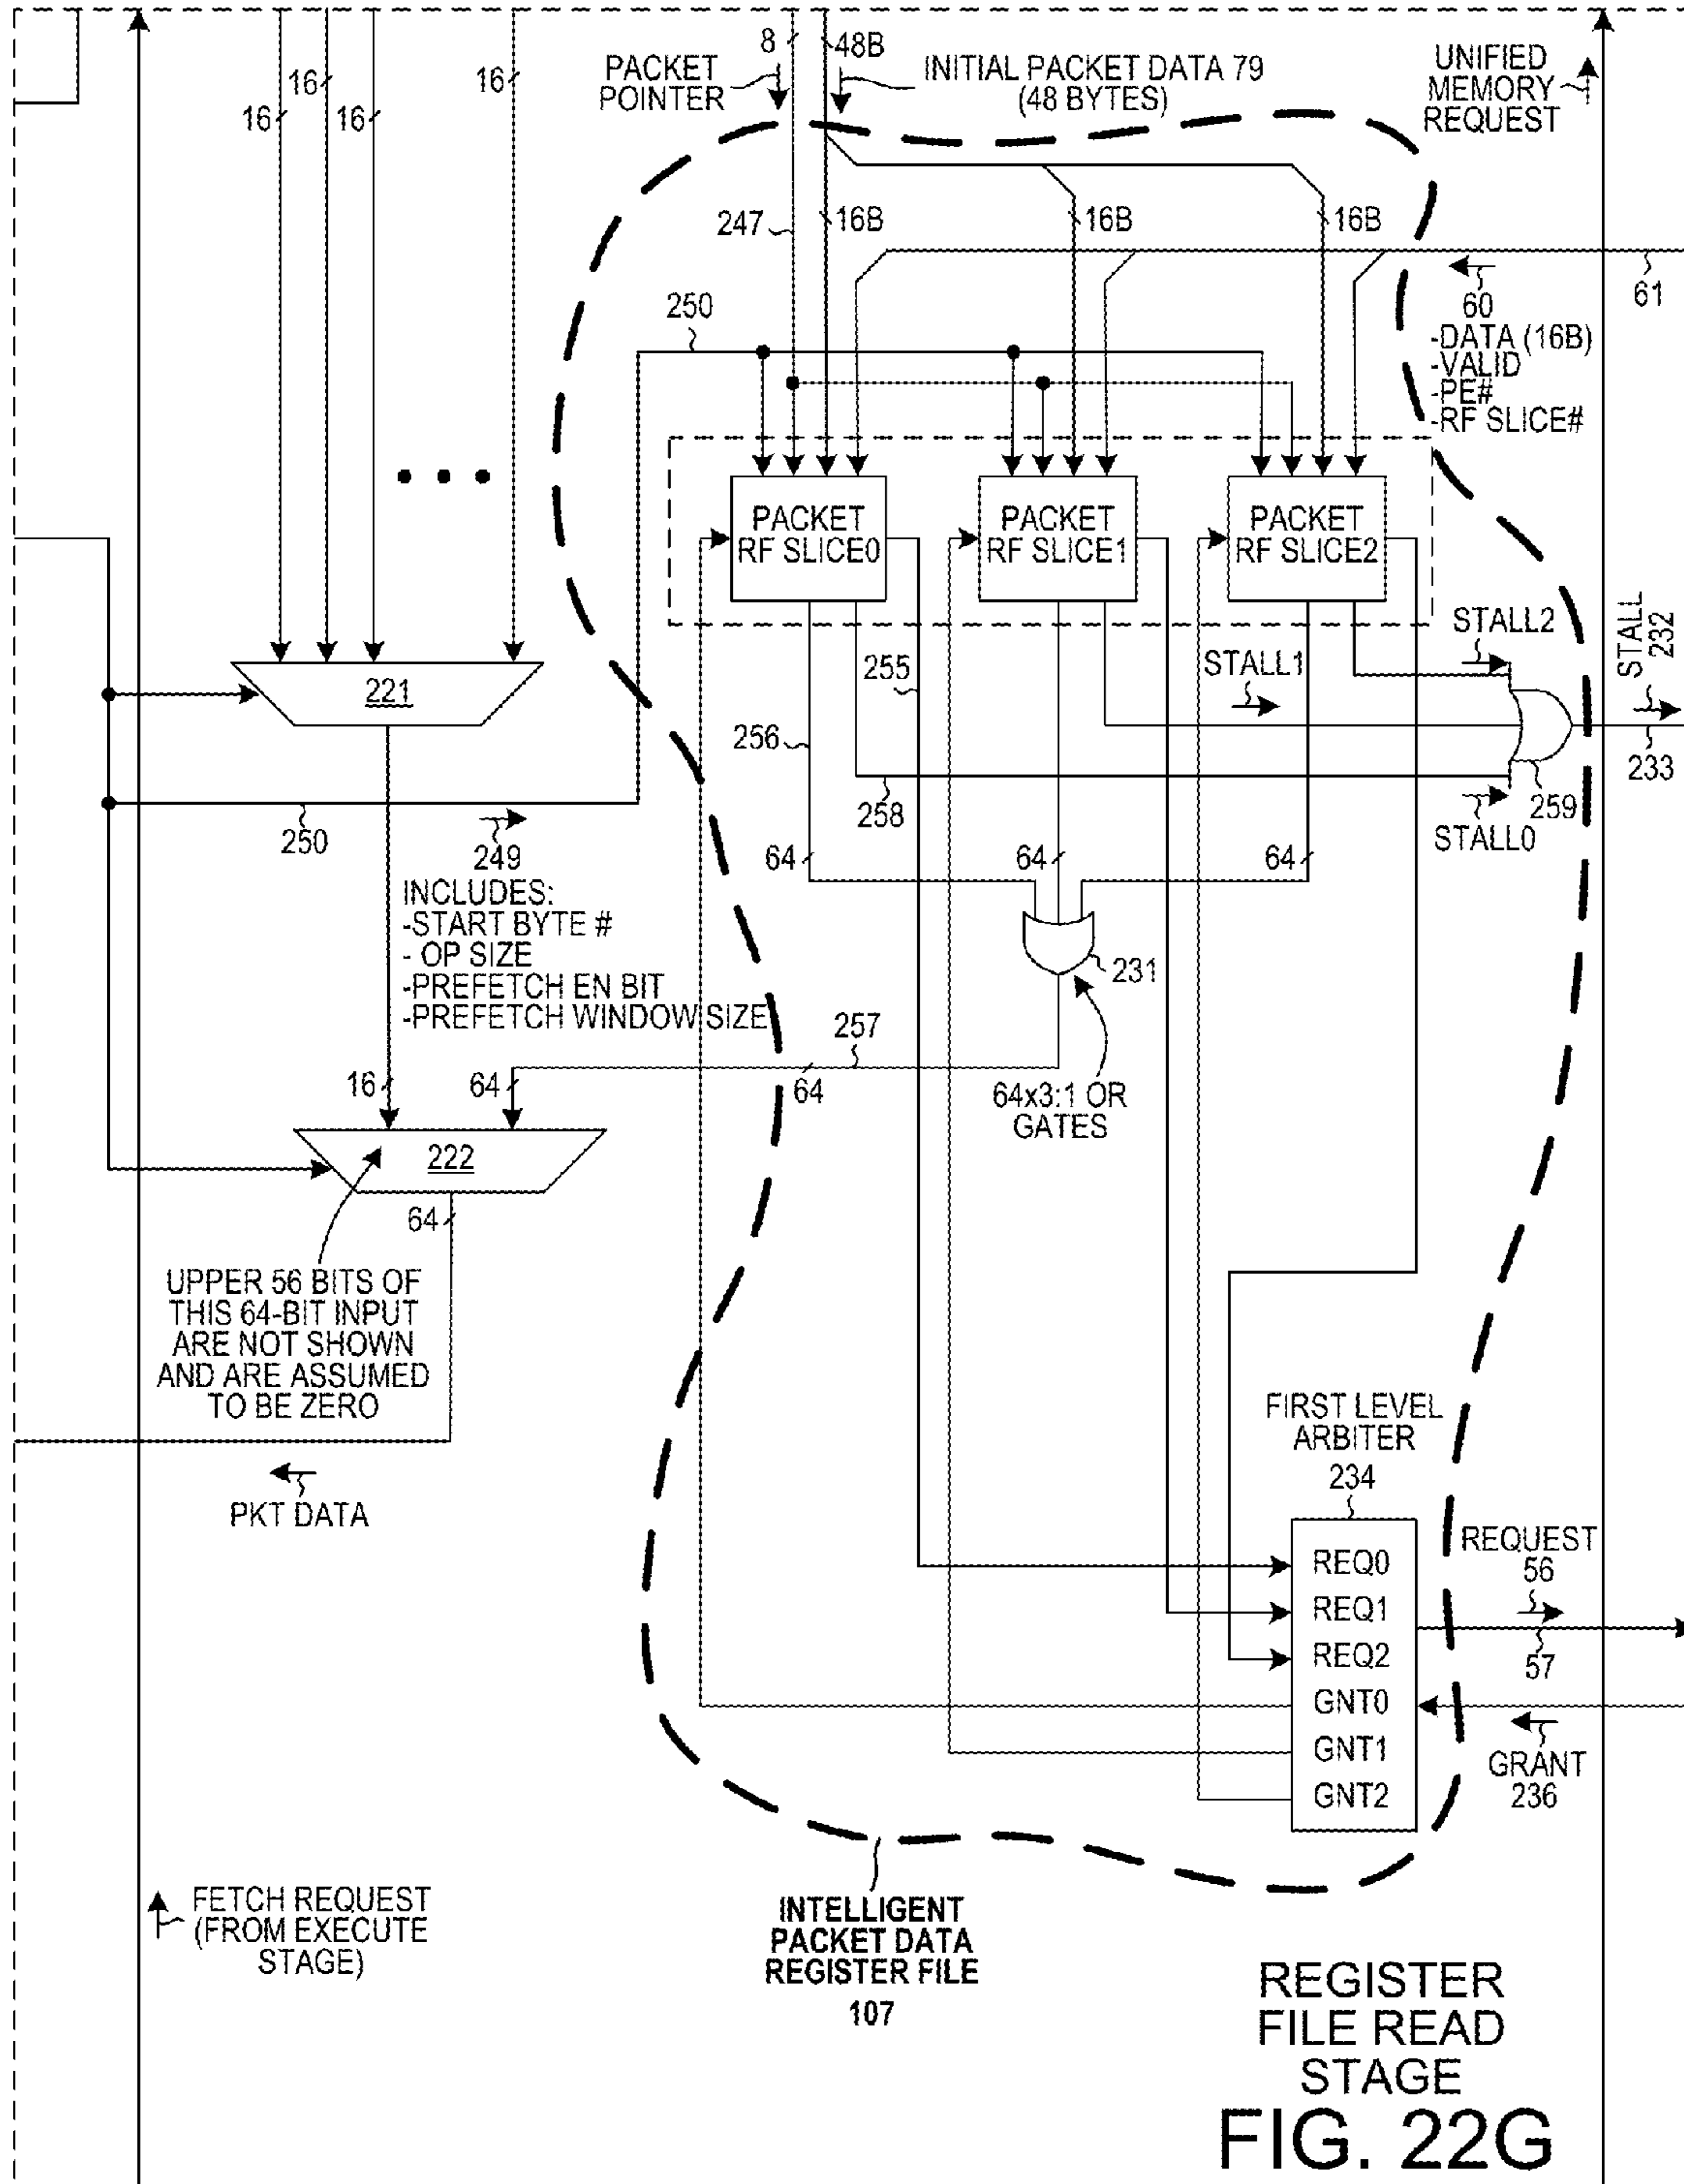 8
48B
PACKET
POINTER
INITIAL PACKET DATA 79
(48 BYTES)
UNIFIED
MEMORY
REQUEST
16
16
16
16
247
16B
16B
16B
61
60
-DATA (16B)
-VALID
-PE#
-RF SLICE#
250
PACKET
RF SLICE0
PACKET
RF SLICE1
PACKET
RF SLICE2
STALL2
STALL
232
STALL1
255
221
256
233
258
259
STALL0
250
249
INCLUDES:
-START BYTE #
- OP SIZE
-PREFETCH EN BIT
-PREFETCH WINDOW SIZE
64
64
64
231
257
16
64
64
64x3:1 OR
GATES
222
64
UPPER 56 BITS OF
THIS 64-BIT INPUT
ARE NOT SHOWN
AND ARE ASSUMED
TO BE ZERO
PKT DATA
FIRST LEVEL
ARBITER
234
REQ0
REQ1
REQ2
GNT0
GNT1
GNT2
REQUEST
56
57
GRANT
236
FETCH REQUEST
(FROM EXECUTE
STAGE)
INTELLIGENT
PACKET DATA
REGISTER FILE
107
REGISTER
FILE READ
STAGE
FIG. 22G